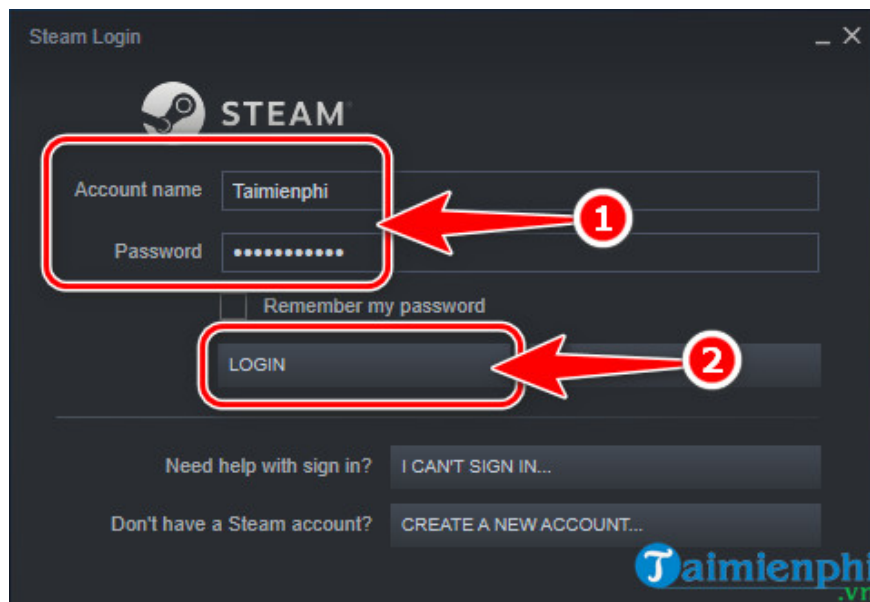 Steam Login
STEAM
Account name Taimienphi
1
Password •••••••••••
Remember my password
LOGIN
2
Need help with sign in? I CAN'T SIGN IN...
Don't have a Steam account? CREATE A NEW ACCOUNT...
Taimienphi
.vn